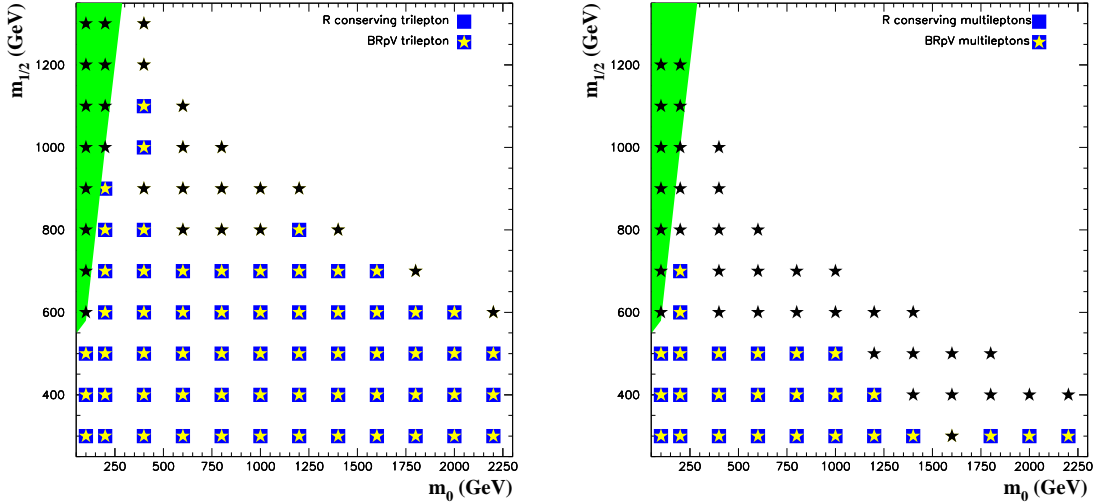 R conserving trilepton
BRpV trilepton
m1/2 (GeV)
1200
1000
800
600
400
250 500 750 1000 1250 1500 1750 2000 2250
m0 (GeV)
R conserving multileptons
BRpV multileptons
m1/2 (GeV)
1200
1000
800
600
400
250 500 750 1000 1250 1500 1750 2000 2250
m0 (GeV)